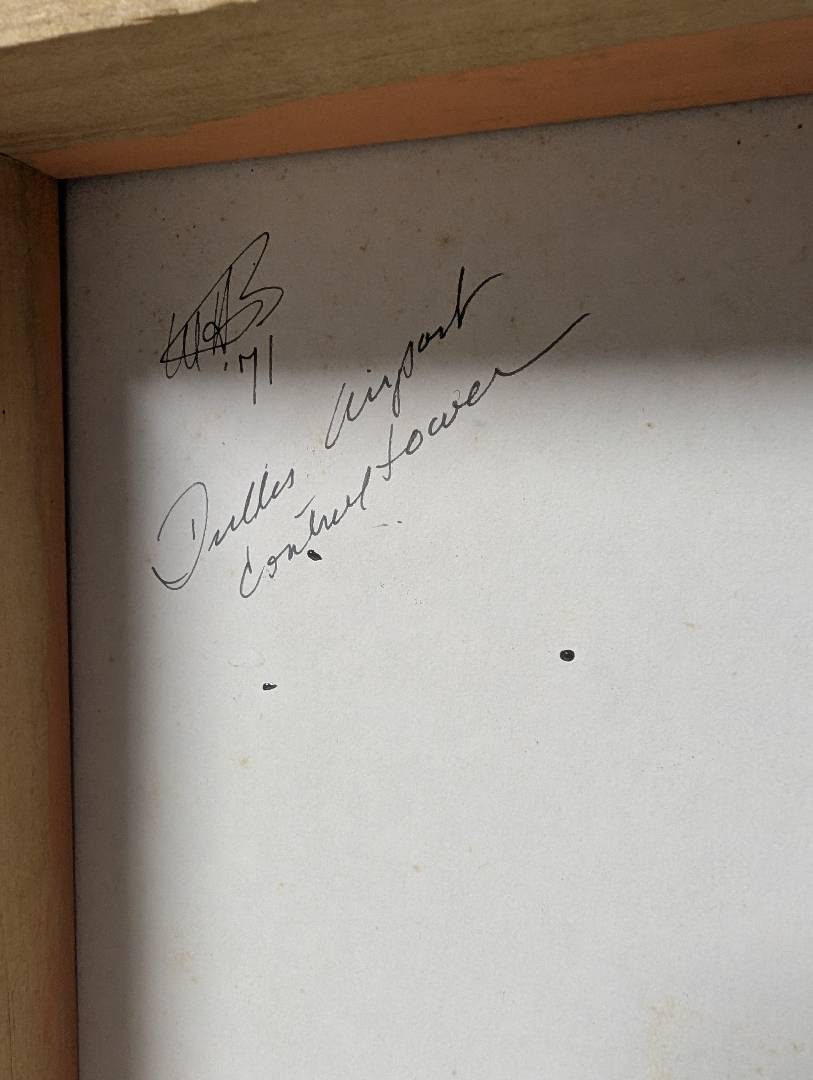 '71
Dulles Airport
Control tower